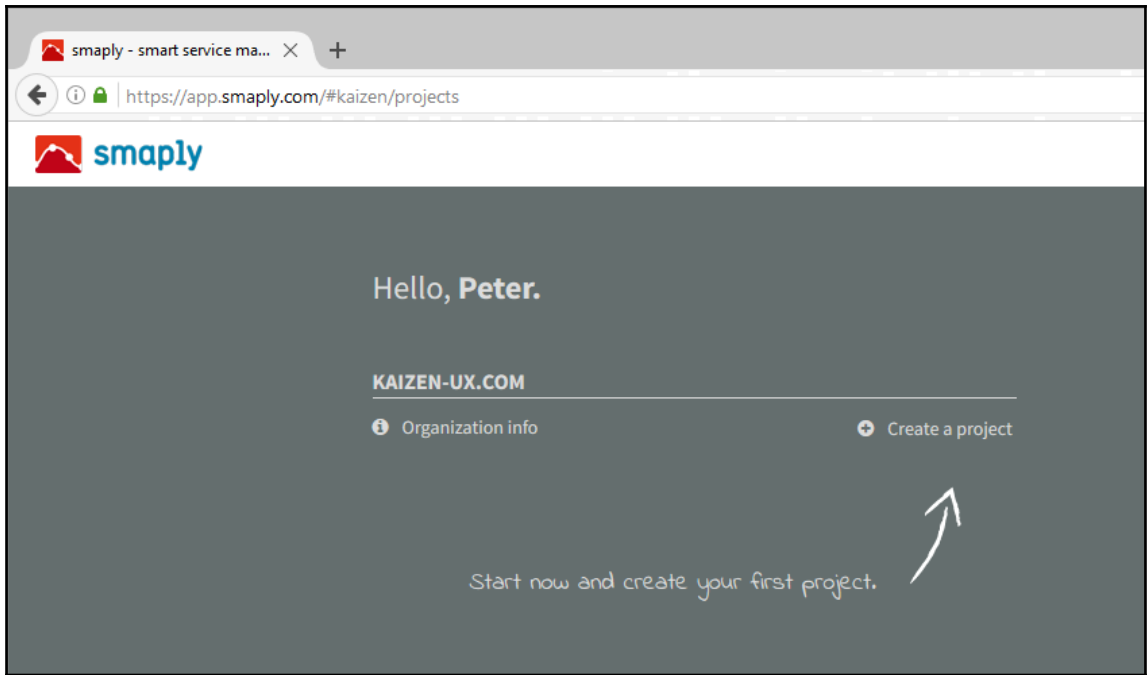 smaply - smart service ma...
https://app.smaply.com/#kaizen/projects
smaply
Hello, Peter.
KAIZEN-UX.COM
Organization info
Create a project
Start now and create your first project.